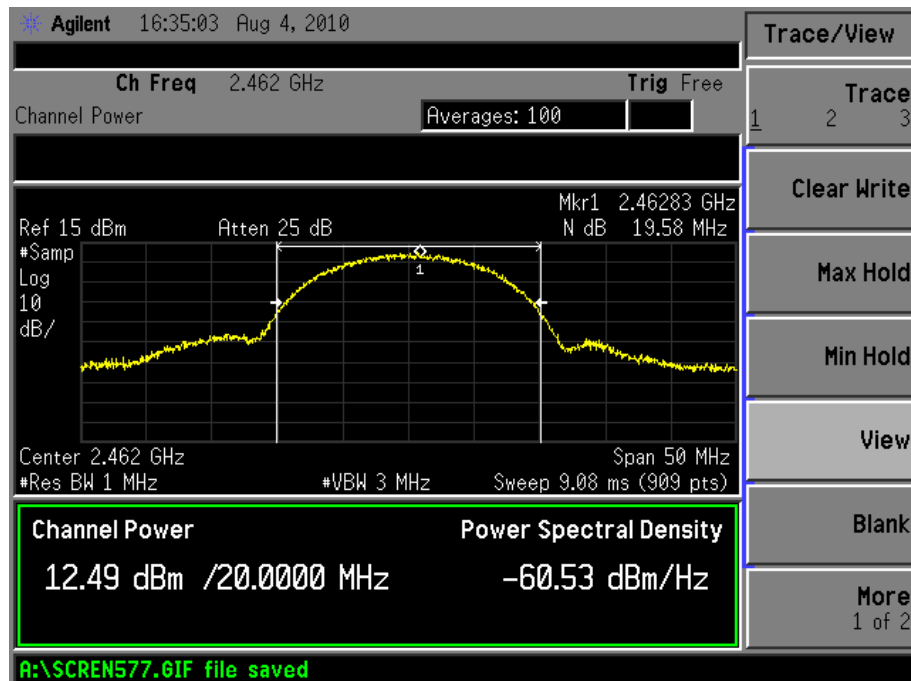 Agilent 16:35:03 Aug 4, 2010
Trace/View
Ch Freq 2.462 GHz Trig Free
Channel Power Averages: 100
Trace
1 2 3
Clear Write
Mkr1 2.46283 GHz
Ref 15 dBm Atten 25 dB N dB 19.58 MHz
#Samp
Log
10
dB/
1
Max Hold
Min Hold
View
Center 2.462 GHz Span 50 MHz
#Res BW 1 MHz #VBW 3 MHz Sweep 9.08 ms (909 pts)
Channel Power Power Spectral Density
12.49 dBm /20.0000 MHz -60.53 dBm/Hz
Blank
More
1 of 2
A:\SCREN577.GIF file saved